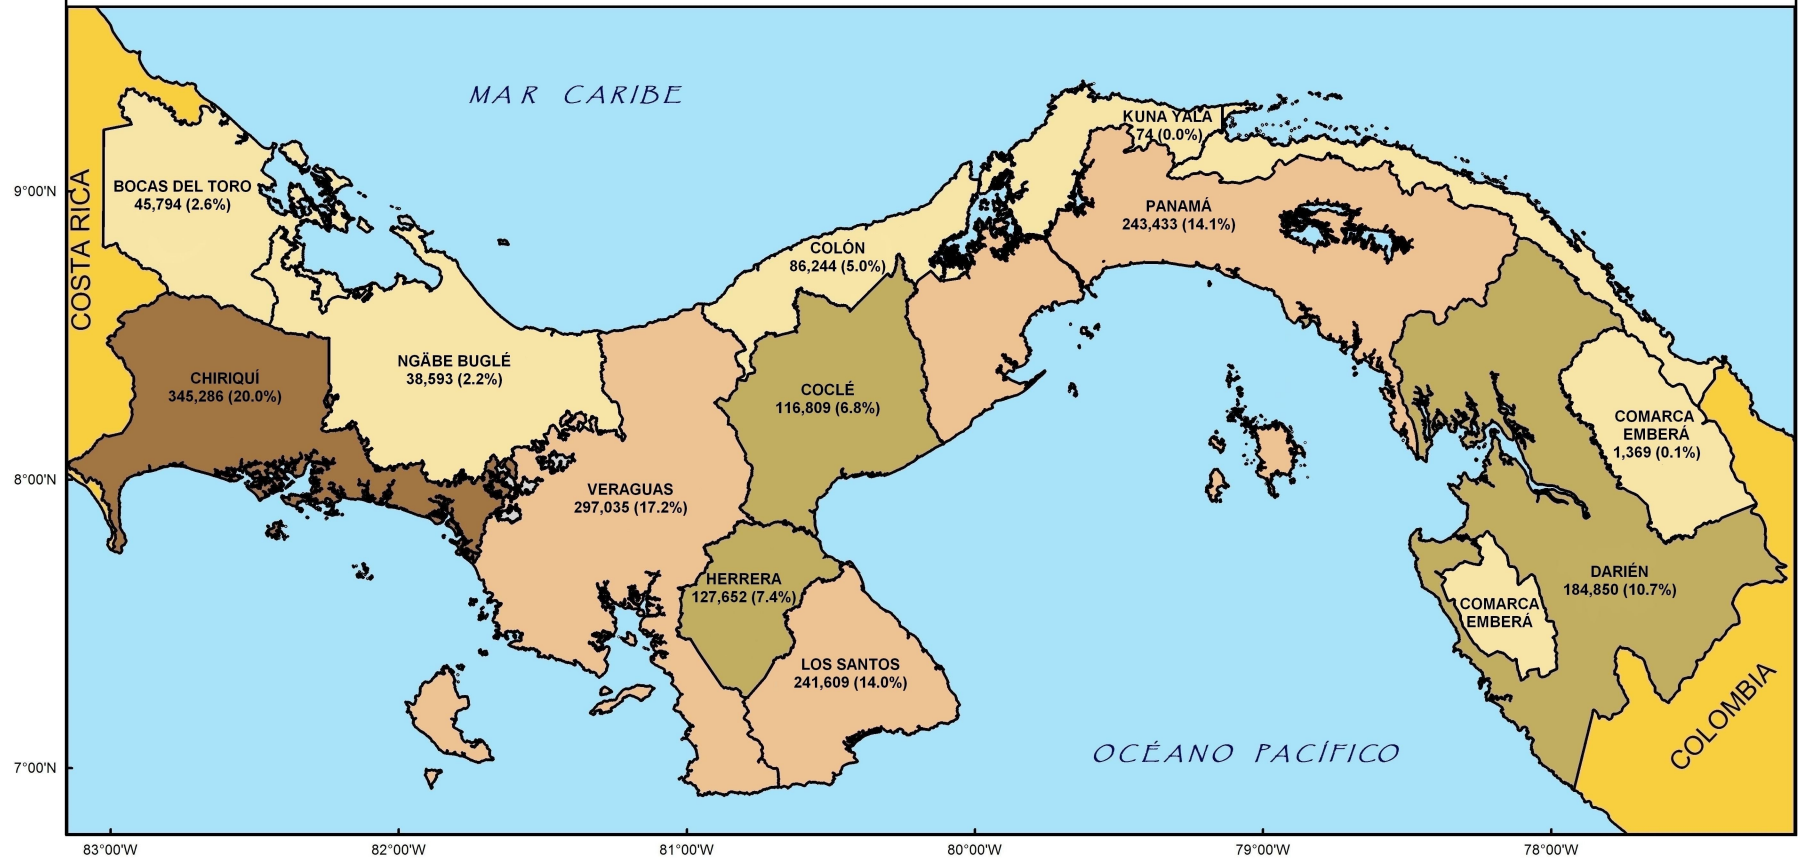 MAR CARIBE
KUNA YALA
74 (0.0%)
9°00'N
BOCAS DEL TORO
45,794 (2.6%)
COSTA RICA
PANAMÁ
243,433 (14.1%)
COLÓN
86,244 (5.0%)
NGÄBE BUGLÉ
38,593 (2.2%)
CHIRIQUÍ
345,286 (20.0%)
COCLÉ
116,809 (6.8%)
COMARCA
EMBERÁ
1,369 (0.1%)
8°00'N
VERAGUAS
297,035 (17.2%)
HERRERA
127,652 (7.4%)
DARIÉN
184,850 (10.7%)
COMARCA
EMBERÁ
LOS SANTOS
241,609 (14.0%)
COLOMBIA
OCÉANO PACÍFICO
7°00'N
83°00'W
82°00'W
81°00'W
80°00'W
79°00'W
78°00'W